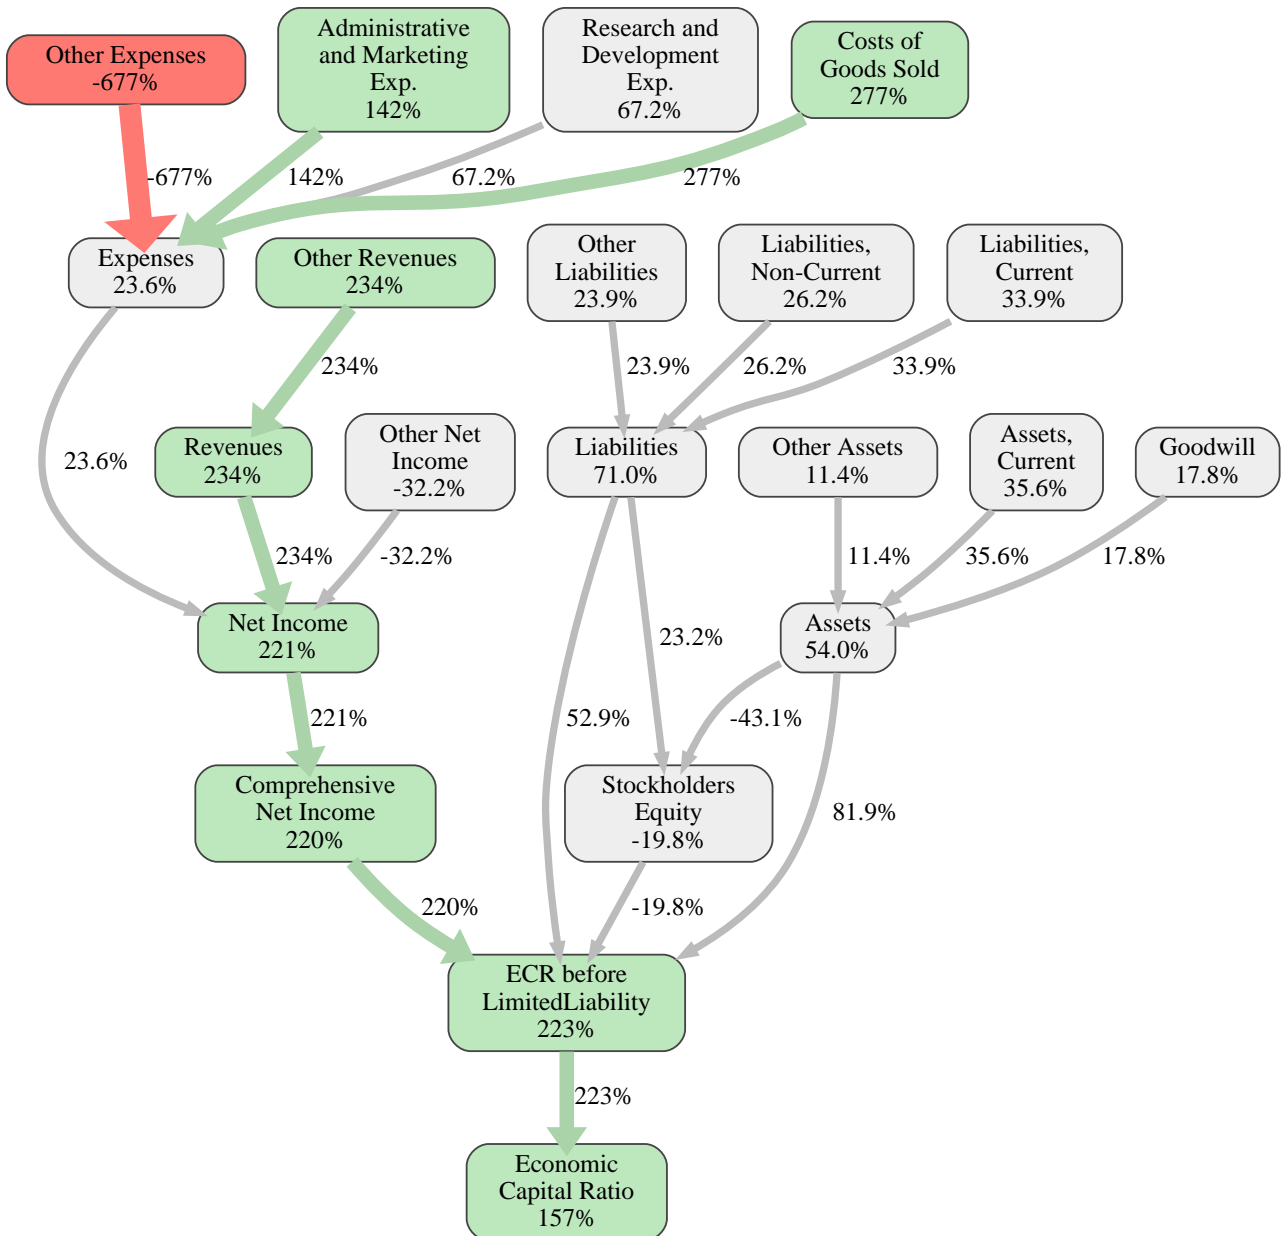 Other Expenses
-677%
Administrative
and Marketing
Exp.
142%
Research and
Development
Exp.
67.2%
Costs of
Goods Sold
277%
-677%
142%
67.2%
277%
Expenses
23.6%
Other Revenues
234%
Other
Liabilities
23.9%
Liabilities,
Non-Current
26.2%
Liabilities,
Current
33.9%
234%
23.9%
26.2%
33.9%
23.6%
Revenues
234%
Other Net
Income
-32.2%
Liabilities
71.0%
Other Assets
11.4%
Assets,
Current
35.6%
Goodwill
17.8%
234%
-32.2%
11.4%
35.6%
17.8%
Net Income
221%
23.2%
Assets
54.0%
221%
52.9%
-43.1%
Comprehensive
Net Income
220%
Stockholders
Equity
-19.8%
81.9%
220%
-19.8%
ECR before
LimitedLiability
223%
223%
Economic
Capital Ratio
157%